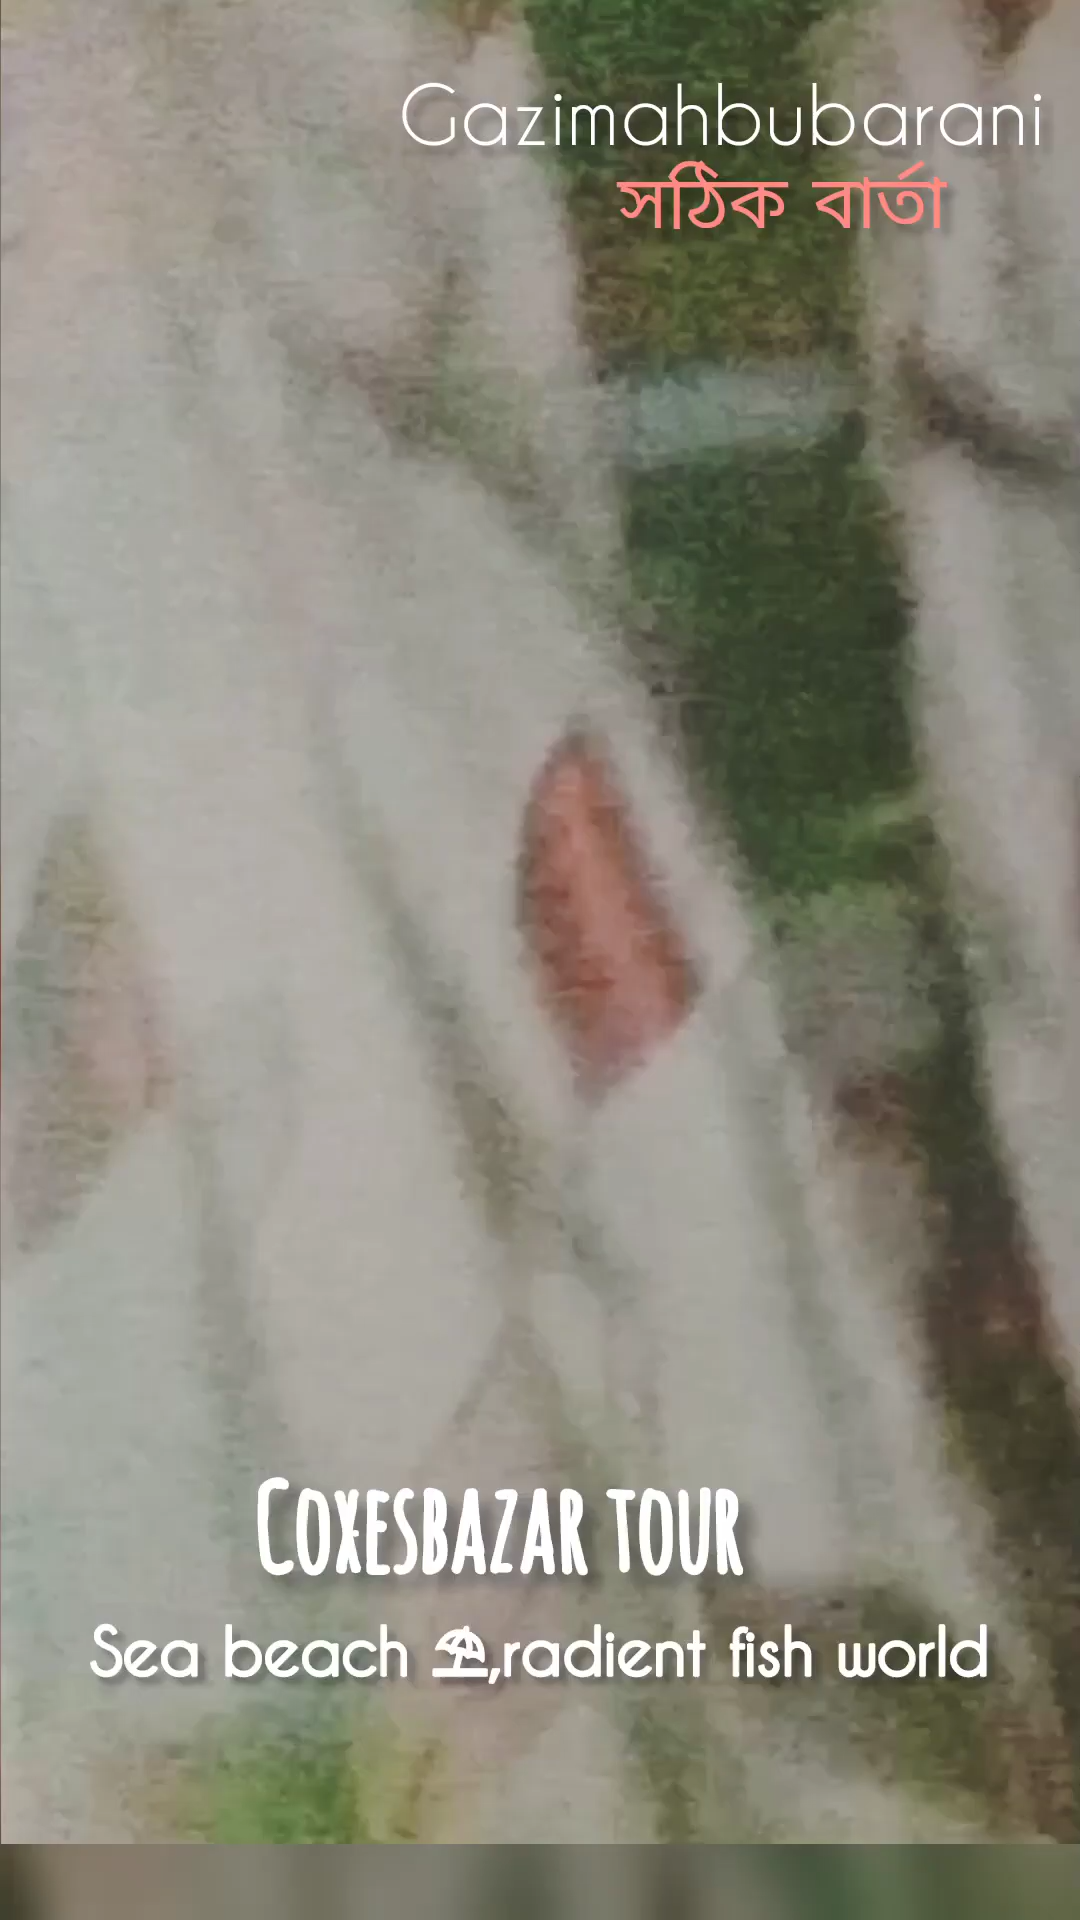 Gazimahbubarani
সঠিক বার্তা
Coxesbazar tour
Sea beach ⛱,radient fish world